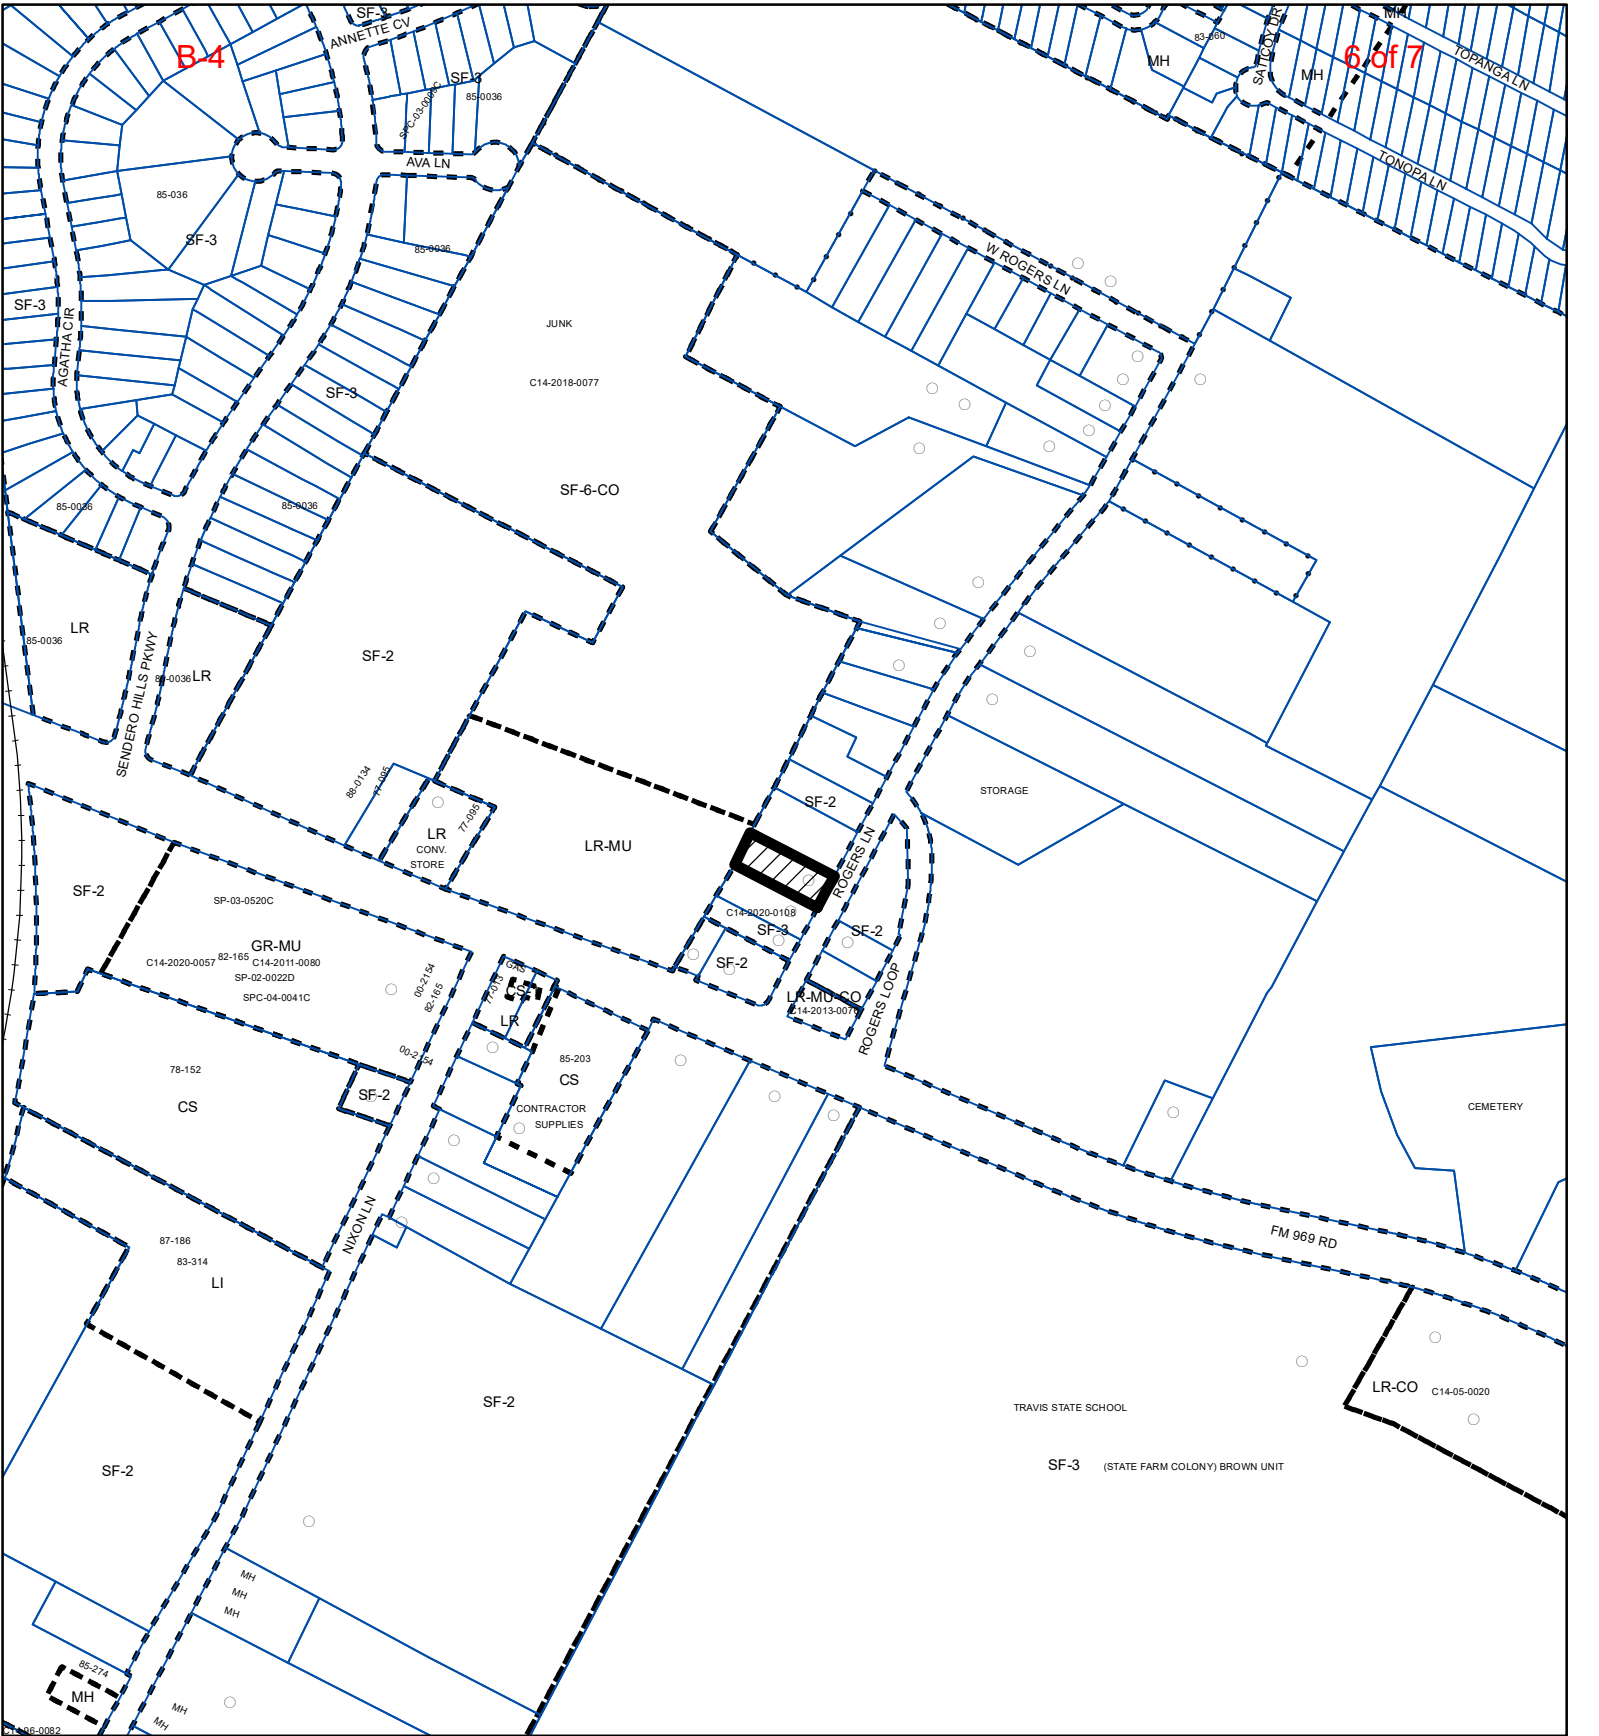 SF-3
ANNETTE CV
B-4
SF-3
SPC-03-0009C
85-0036
AVA LN
85-036
SF-3
85-0036
SF-3
AGATHA CIR
SF-3
85-0036
85-0036
JUNK
C14-2018-0077
SF-6-CO
W ROGERS LN
MH
83-060
SATICOY DR
MH
MH
6 of 7
TOPANGA LN
TONOPA LN
LR
85-0036
SENDERO HILLS PKWY
LR
SF-2
88-0134
77-095
LR
CONV.
STORE
77-095
LR-MU
SF-2
ROGERS LN
STORAGE
C14-2020-0108
SF-3
SF-2
SF-2
LR-MU-CO
ROGERS LOOP
SF-2
SP-03-0520C
GR-MU
C14-2020-0057
82-165
C14-2011-0080
SP-02-0022D
SPC-04-0041C
00-2154
82-165
00-2154
GAS
77-013
LR
85-203
CS
CONTRACTOR
SUPPLIES
78-152
CS
SF-2
NIXON LN
87-186
83-314
LI
CEMETERY
FM 969 RD
SF-2
SF-2
TRAVIS STATE SCHOOL
SF-3
(STATE FARM COLONY) BROWN UNIT
LR-CO
C14-05-0020
MH
MH
MH
85-274
MH
MH
MH